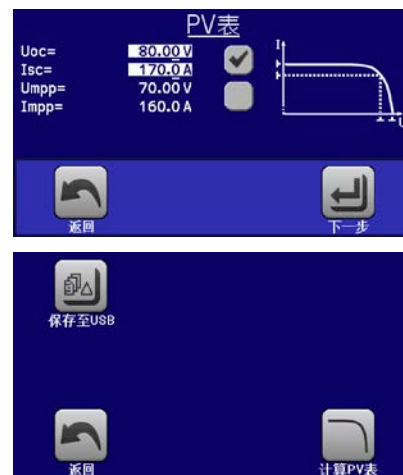 PV表
Uoc= 80.00 V
Isc= 170.0 A
Umpp= 70.00 V
Impp= 160.0 A
I
U
返回
下一步
保存至USB
返回
计算PV表